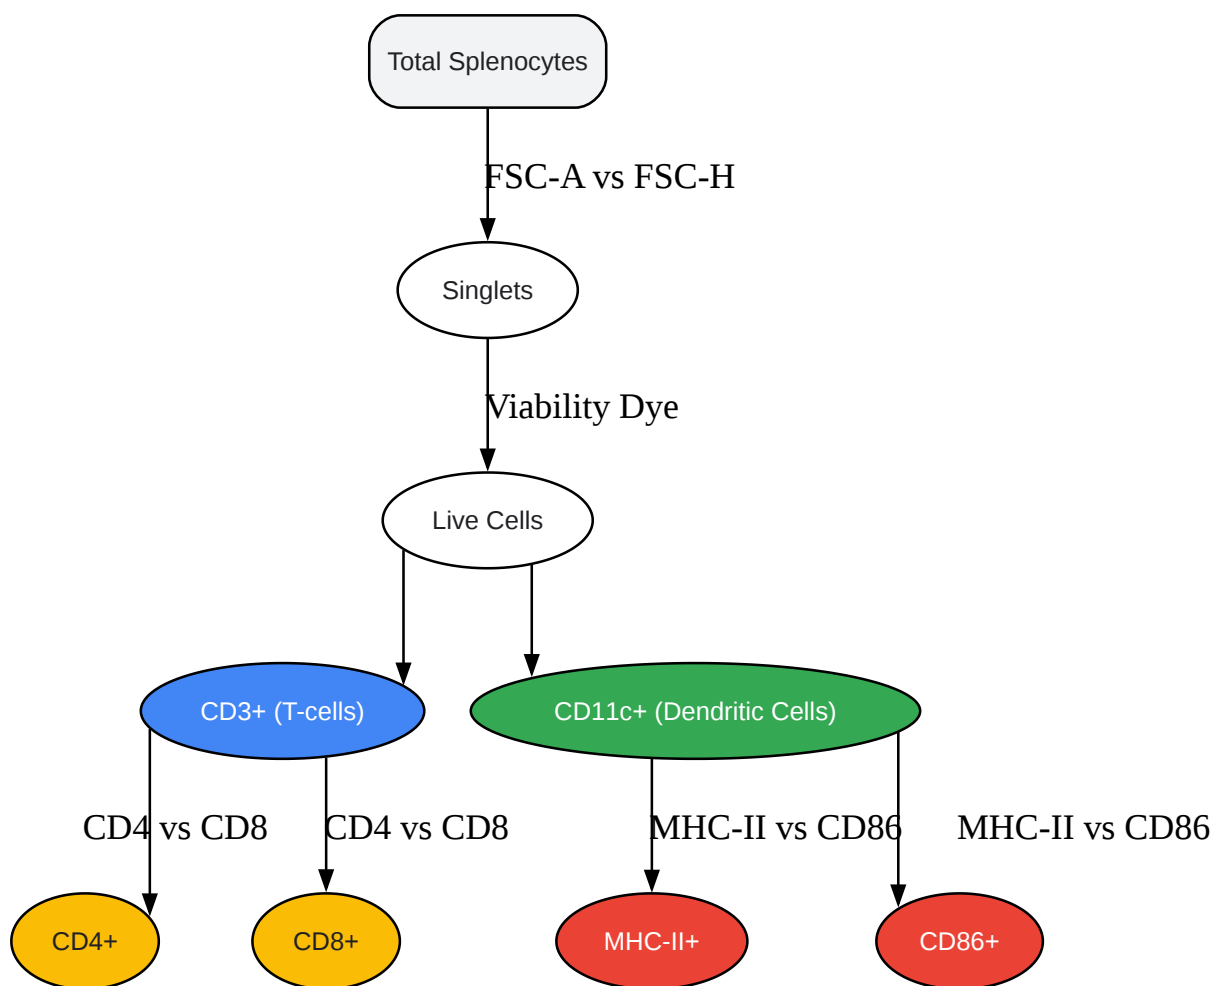 Total Splenocytes
FSC-A vs FSC-H
Singlets
Viability Dye
Live Cells
CD3+ (T-cells)
CD11c+ (Dendritic Cells)
CD4 vs CD8
CD4 vs CD8
MHC-II vs CD86
MHC-II vs CD86
CD4+
CD8+
MHC-II+
CD86+